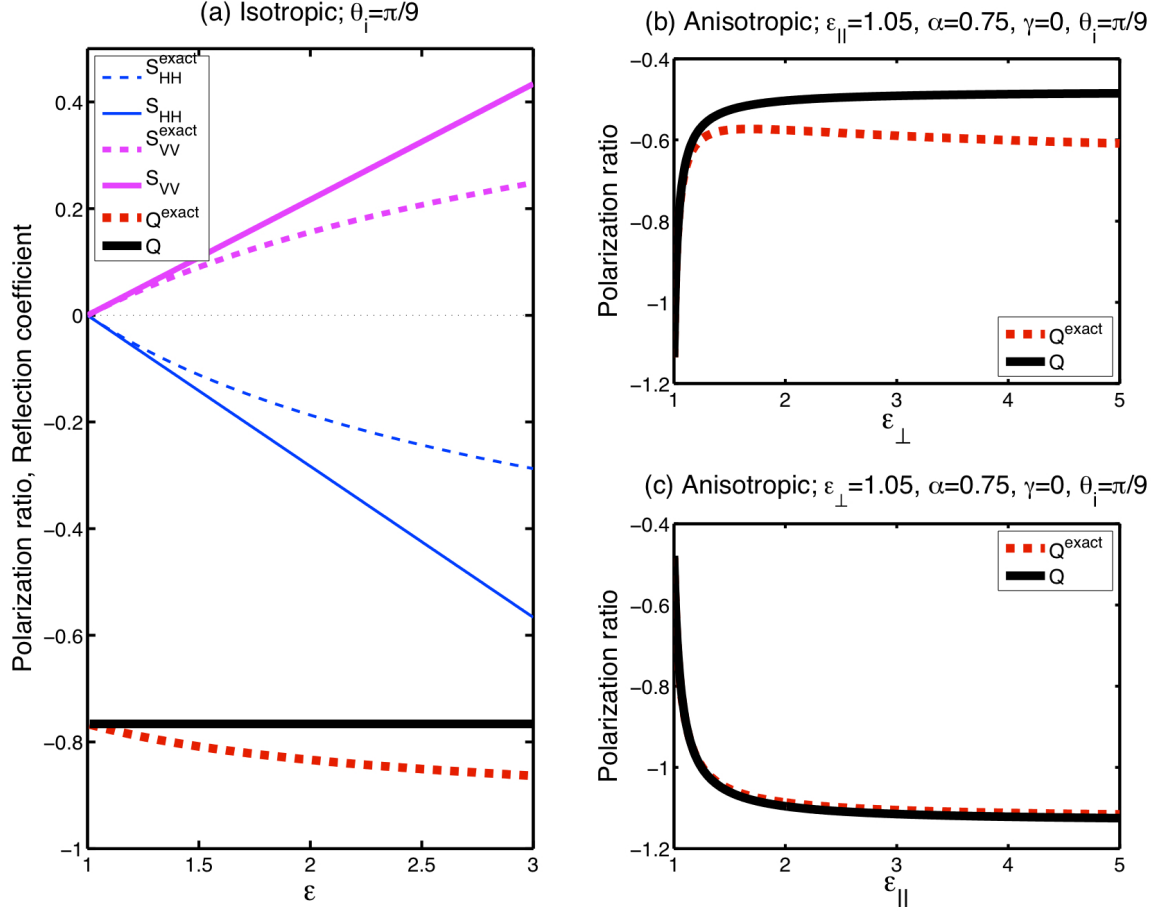 (a) Isotropic; θi=π/9
S_HH^exact
S_HH
S_VV^exact
S_VV
Q^exact
Q
0.4
0.2
0
−0.2
−0.4
−0.6
−0.8
−1
1
1.5
2
2.5
3
ε
Polarization ratio, Reflection coefficient
(b) Anisotropic; ε||=1.05, α=0.75, γ=0, θi=π/9
−0.4
−0.6
−0.8
−1
−1.2
Q^exact
Q
1
2
3
4
5
ε⊥
Polarization ratio
(c) Anisotropic; ε⊥=1.05, α=0.75, γ=0, θi=π/9
−0.4
−0.6
−0.8
−1
−1.2
Q^exact
Q
1
2
3
4
5
ε||
Polarization ratio